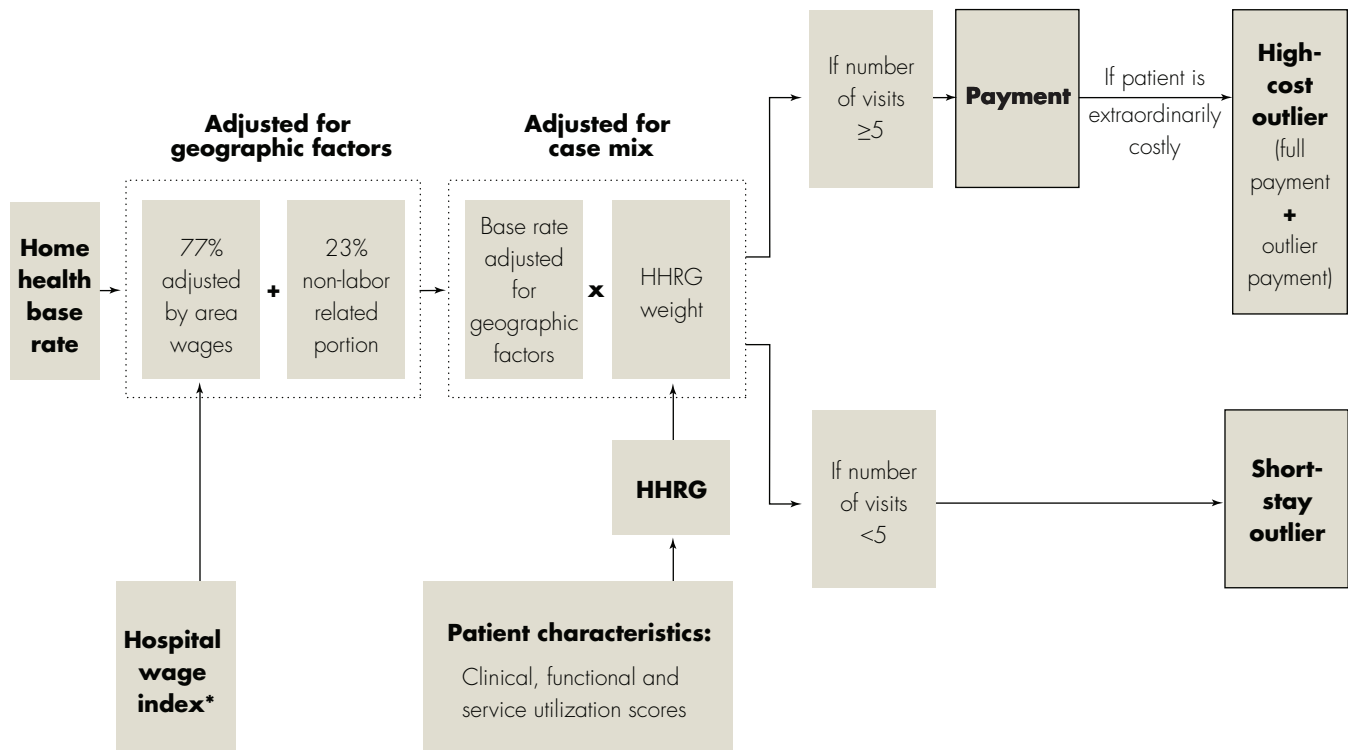 Home
health
base
rate
Adjusted for
geographic factors
77%
adjusted
by area
wages
+
23%
non-labor
related
portion
Hospital
wage
index*
Adjusted for
case mix
Base rate
adjusted
for
geographic
factors
x
HHRG
weight
HHRG
Patient characteristics:
Clinical, functional and
service utilization scores
If number
of visits
≥5
Payment
If patient is
extraordinarily
costly
High-
cost
outlier
(full
payment
+
outlier
payment)
If number
of visits
<5
Short-
stay
outlier